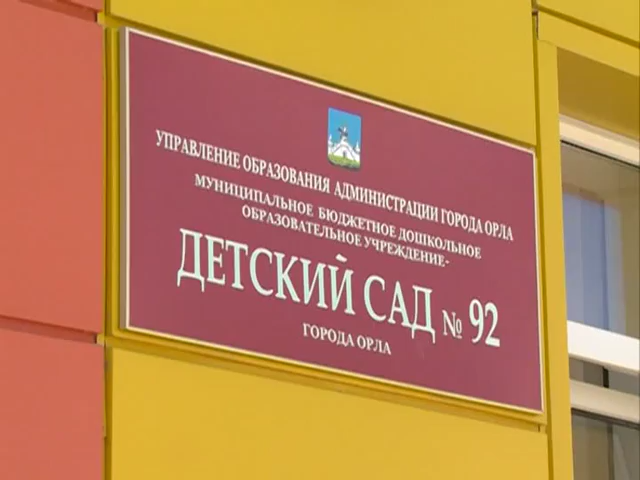 УПРАВЛЕНИЕ ОБРАЗОВАНИЯ АДМИНИСТРАЦИИ ГОРОДА ОРЛА
МУНИЦИПАЛЬНОЕ БЮДЖЕТНОЕ ДОШКОЛЬНОЕ
ОБРАЗОВАТЕЛЬНОЕ УЧРЕЖДЕНИЕ-
ДЕТСКИЙ САД № 92
ГОРОДА ОРЛА